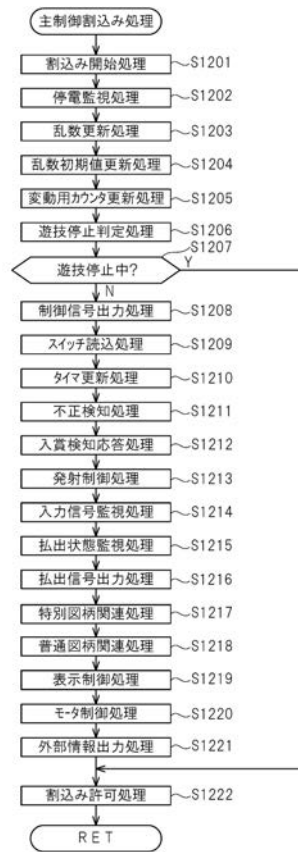 主制御割込み処理
割込み開始処理 S1201
停電監視処理 S1202
乱数更新処理 S1203
乱数初期値更新処理 S1204
変動用カウンタ更新処理 S1205
遊技停止判定処理 S1206
遊技停止中? S1207
Y
N
制御信号出力処理 S1208
スイッチ読込処理 S1209
タイマ更新処理 S1210
不正検知処理 S1211
入賞検知応答処理 S1212
発射制御処理 S1213
入力信号監視処理 S1214
払出状態監視処理 S1215
払出信号出力処理 S1216
特別図柄関連処理 S1217
普通図柄関連処理 S1218
表示制御処理 S1219
モータ制御処理 S1220
外部情報出力処理 S1221
割込み許可処理 S1222
RET